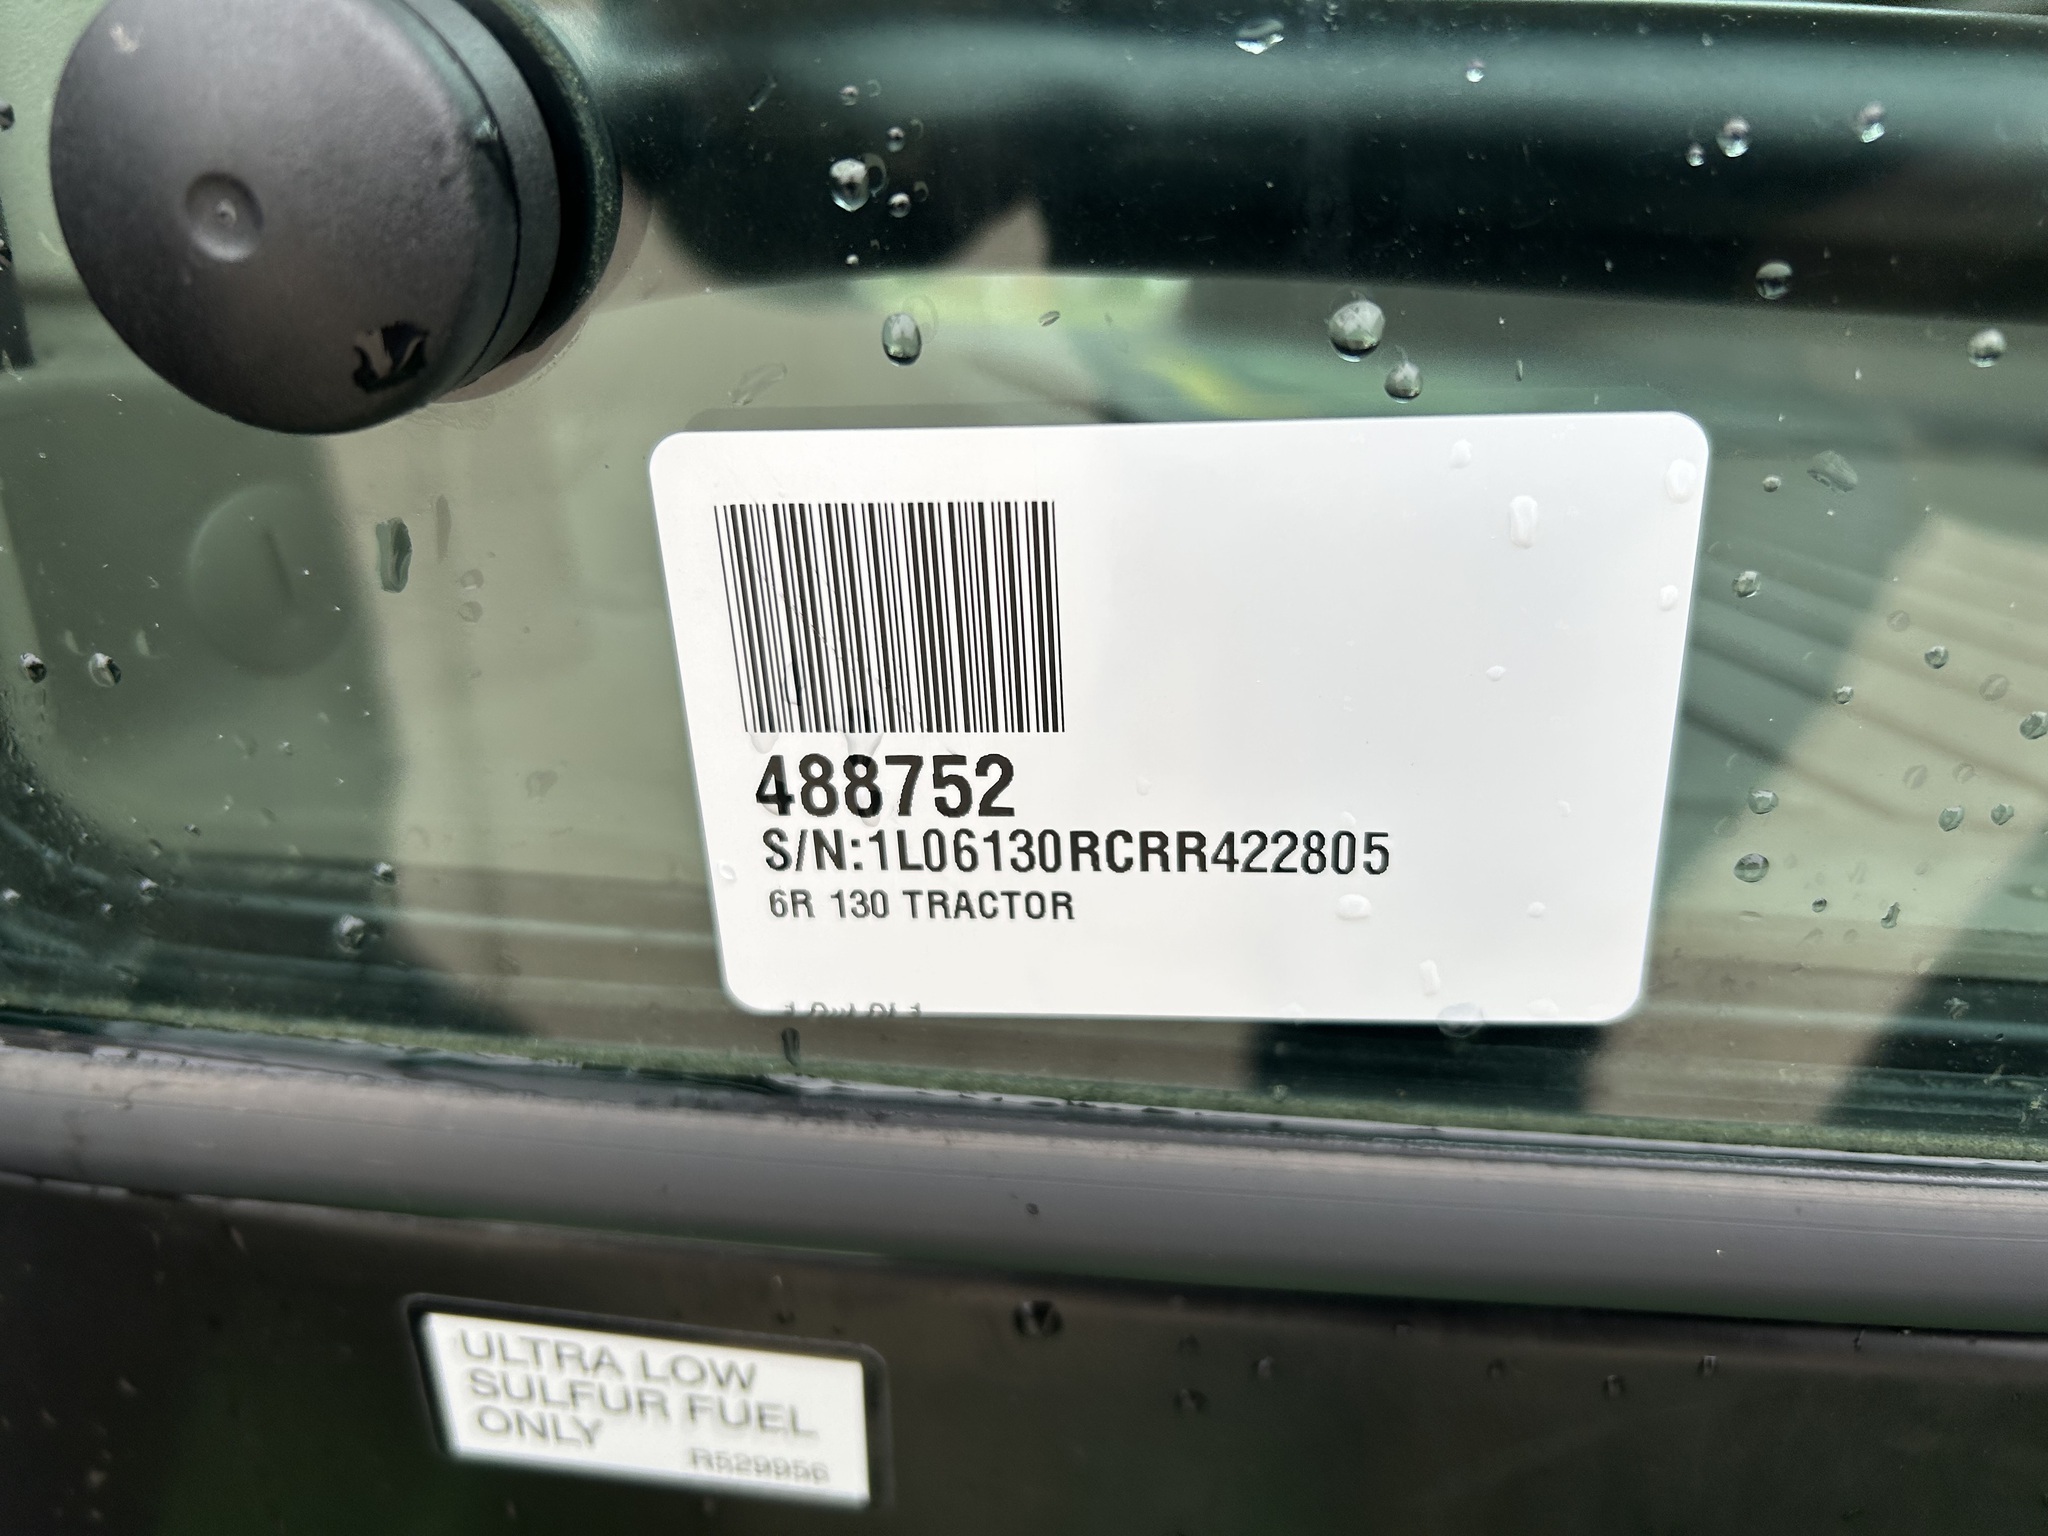 488752
S/N:1L06130RCRR422805
6R 130 TRACTOR
ULTRA LOW
SULFUR FUEL
ONLY
R529956